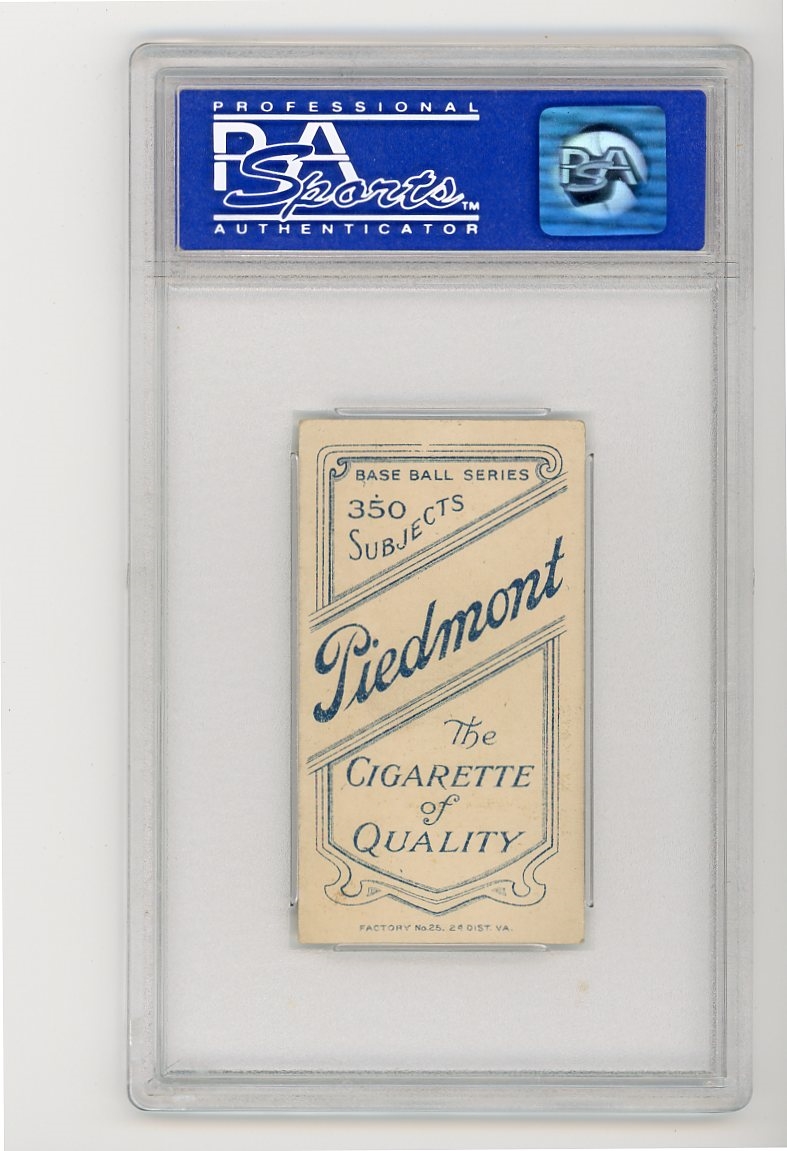 PROFESSIONAL
PSA
Sports™
AUTHENTICATOR
PSA
BASE BALL SERIES
350
SUBJECTS
Piedmont
The
CIGARETTE
of
QUALITY
FACTORY No. 25, 2D DIST. VA.